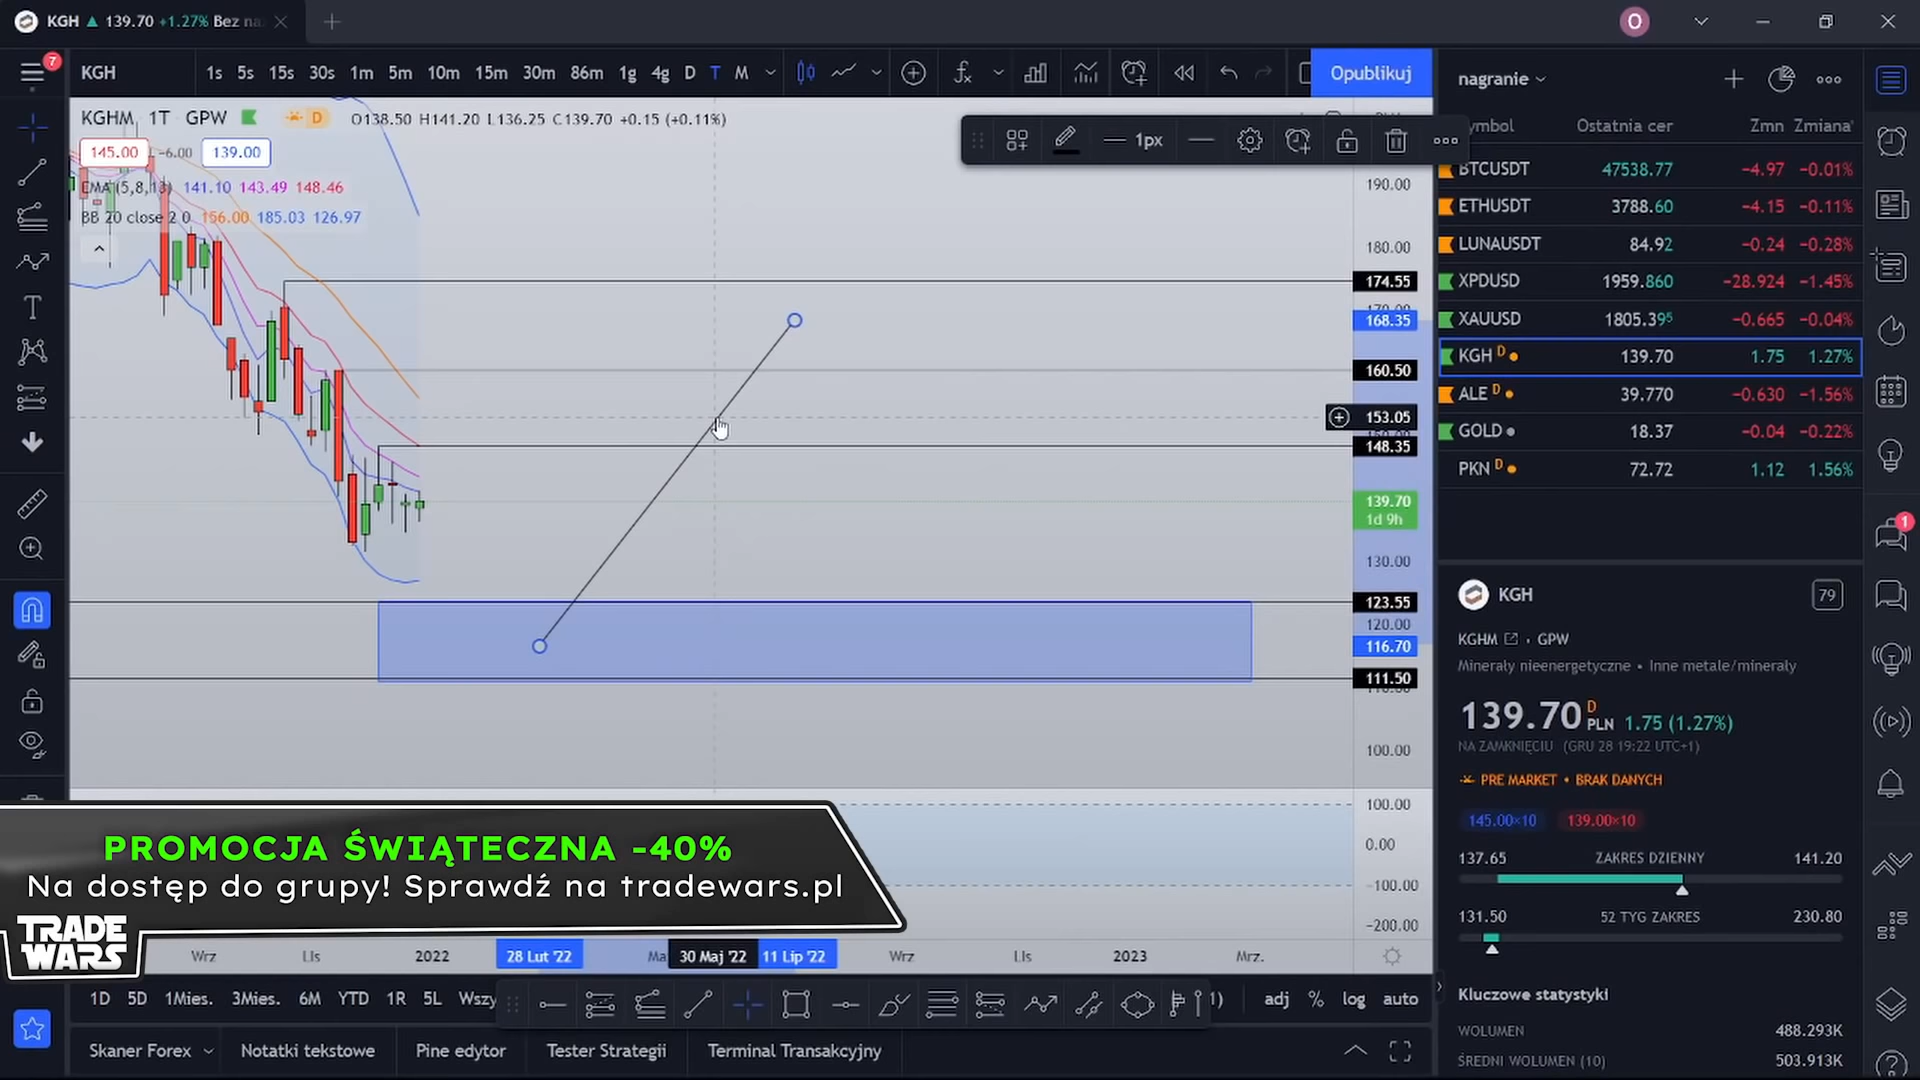 KGH ▲ 139.70 +1.27% Bez na
O
7
KGH
1s 5s 15s 30s 1m 5m 10m 15m 30m 86m 1g 4g D T M
Opublikuj
nagranie
KGHM 1T GPW D O138.50 H141.20 L136.25 C139.70 +0.15 (+0.11%)
145.00 -6.00 139.00
EMA (5,8,13) 141.10 143.49 148.46
BB 20 close 2 0 156.00 185.03 126.97
1px
ymbol Ostatnia cer Zmn Zmiana
BTCUSDT 47538.77 −4.97 −0.01%
ETHUSDT 3788.60 −4.15 −0.11%
LUNAUSDT 84.92 −0.24 −0.28%
XPDUSD 1959.860 −28.924 −1.45%
XAUUSD 1805.395 −0.665 −0.04%
KGH D 139.70 1.75 1.27%
ALE D 39.770 −0.630 −1.56%
GOLD 18.37 −0.04 −0.22%
PKN D 72.72 1.12 1.56%
190.00
180.00
174.55
168.35
160.50
153.05
148.35
139.70
1d 9h
130.00
123.55
120.00
116.70
111.50
100.00
100.00
0.00
−100.00
−200.00
1
KGH
79
KGHM · GPW
Minerały nieenergetyczne • Inne metale/minerały
139.70 D PLN 1.75 (1.27%)
NA ZAMKNIĘCIU (GRU 28 19:22 UTC+1)
PRE MARKET • BRAK DANYCH
145.00×10 139.00×10
137.65 ZAKRES DZIENNY 141.20
131.50 52 TYG ZAKRES 230.80
Kluczowe statystyki
WOLUMEN 488.293K
ŚREDNI WOLUMEN (10) 503.913K
PROMOCJA ŚWIĄTECZNA -40%
Na dostęp do grupy! Sprawdź na tradewars.pl
TRADE
WARS
Wrz Lis 2022 28 Lut '22 Ma 30 Maj '22 11 Lip '22 Wrz Lis 2023 Mrz.
1D 5D 1Mies. 3Mies. 6M YTD 1R 5L Wszy 1) adj % log auto
Skaner Forex Notatki tekstowe Pine edytor Tester Strategii Terminal Transakcyjny